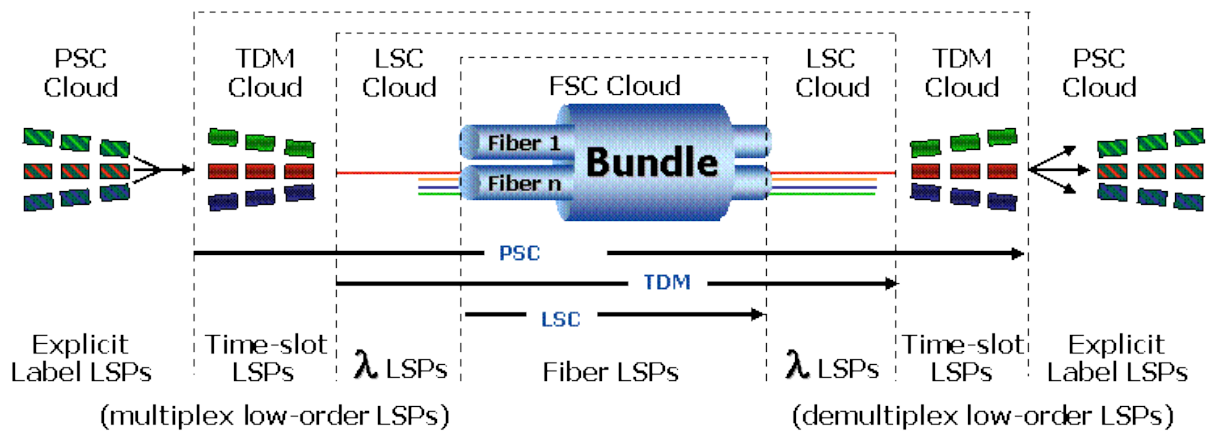 PSC
Cloud
TDM
Cloud
LSC
Cloud
FSC Cloud
LSC
Cloud
TDM
Cloud
PSC
Cloud
Fiber 1
Bundle
Fiber n
PSC
TDM
LSC
Explicit
Label LSPs
Time-slot
LSPs
λ LSPs
Fiber LSPs
λ LSPs
Time-slot
LSPs
Explicit
Label LSPs
(multiplex low-order LSPs)
(demultiplex low-order LSPs)